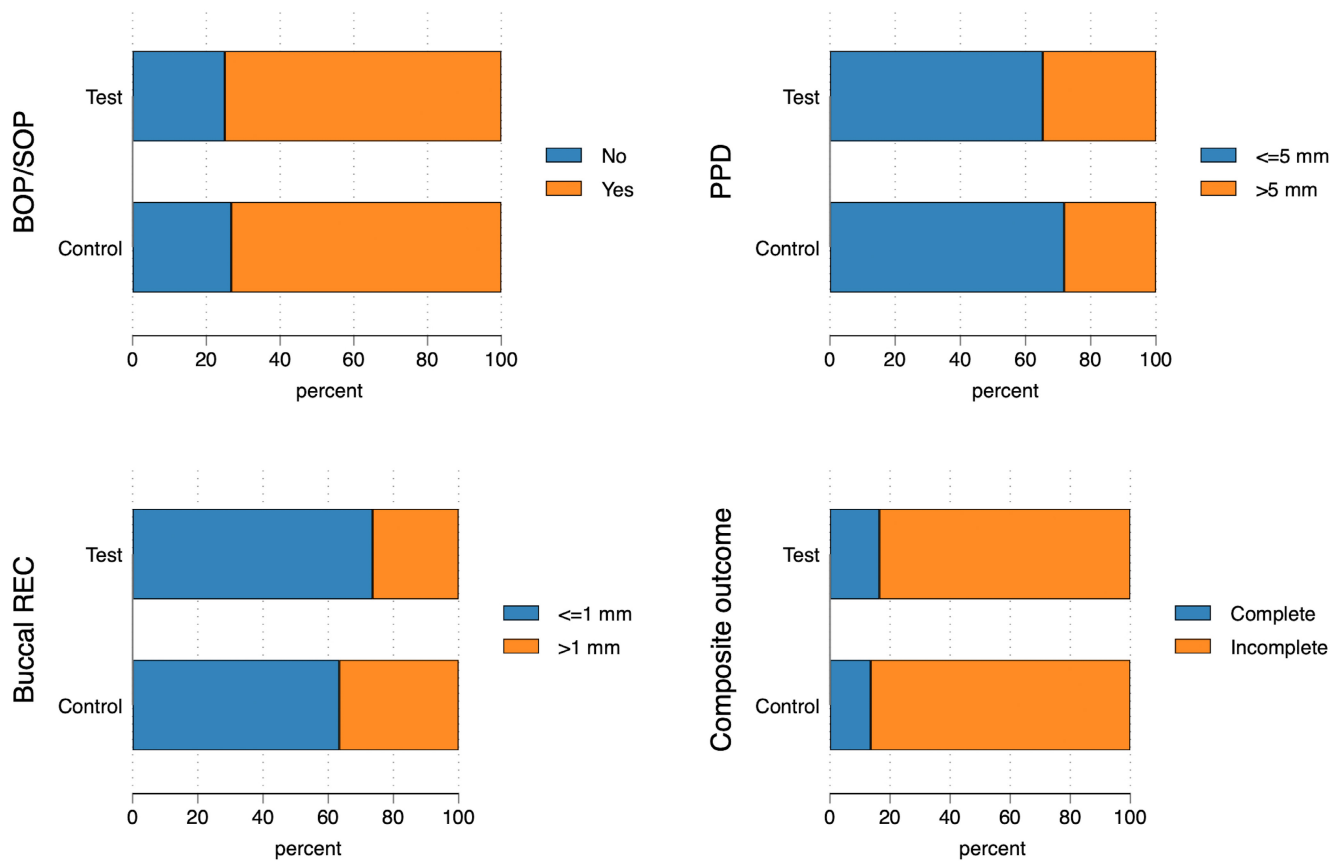 BOP/SOP
Test
Control
0 20 40 60 80 100
percent
No
Yes
PPD
Test
Control
0 20 40 60 80 100
percent
<=5 mm
>5 mm
Buccal REC
Test
Control
0 20 40 60 80 100
percent
<=1 mm
>1 mm
Composite outcome
Test
Control
0 20 40 60 80 100
percent
Complete
Incomplete